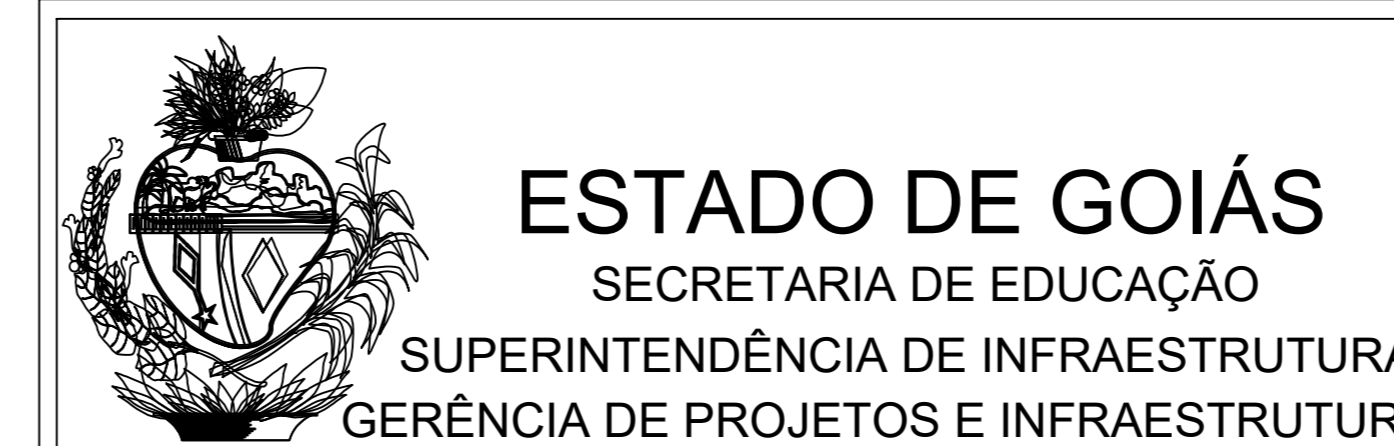 ESTADO DE GOIÁS
SECRETARIA DE EDUCAÇÃO
SUPERINTENDÊNCIA DE INFRAESTRUTURA
GERÊNCIA DE PROJETOS E INFRAESTRUTUR